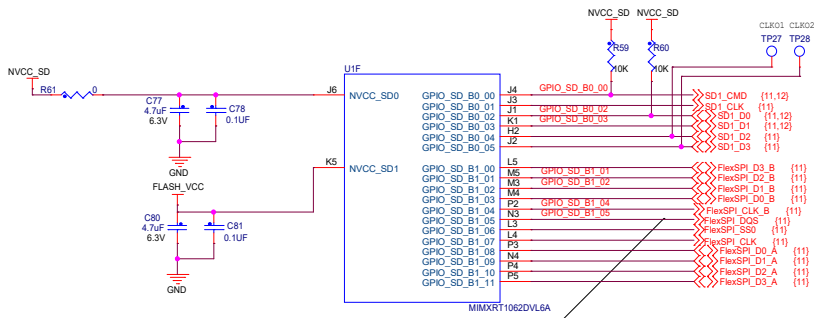 NVCC_SD NVCC_SD CLKO1 CLKO2
TP27 TP28
R59 R60
10K 10K
NVCC_SD
R61 0
U1F
C77
4.7uF
6.3V
C78
0.1UF
GND
J6 NVCC_SD0
K5 NVCC_SD1
FLASH_VCC
C80
4.7uF
6.3V
C81
0.1UF
GND
GPIO_SD_B0_00 J4 GPIO_SD_B0_00 SD1_CMD {11,12}
GPIO_SD_B0_01 J3 SD1_CLK {11}
GPIO_SD_B0_02 J1 GPIO_SD_B0_02 SD1_D0 {11,12}
GPIO_SD_B0_03 K1 GPIO_SD_B0_03 SD1_D1 {11,12}
GPIO_SD_B0_04 H2 SD1_D2 {11}
GPIO_SD_B0_05 J2 SD1_D3 {11}
GPIO_SD_B1_00 L5 FlexSPI_D3_B {11}
GPIO_SD_B1_01 M5 GPIO_SD_B1_01 FlexSPI_D2_B {11}
GPIO_SD_B1_02 M3 GPIO_SD_B1_02 FlexSPI_D1_B {11}
GPIO_SD_B1_03 M4 FlexSPI_D0_B {11}
GPIO_SD_B1_04 P2 GPIO_SD_B1_04 FlexSPI_CLK_B {11}
GPIO_SD_B1_05 N3 GPIO_SD_B1_05 FlexSPI_DQS {11}
GPIO_SD_B1_06 L3 FlexSPI_SS0 {11}
GPIO_SD_B1_07 L4 FlexSPI_CLK {11}
GPIO_SD_B1_08 P3 FlexSPI_D0_A {11}
GPIO_SD_B1_09 N4 FlexSPI_D1_A {11}
GPIO_SD_B1_10 P4 FlexSPI_D2_A {11}
GPIO_SD_B1_11 P5 FlexSPI_D3_A {11}
MIMXRT1062DVL6A